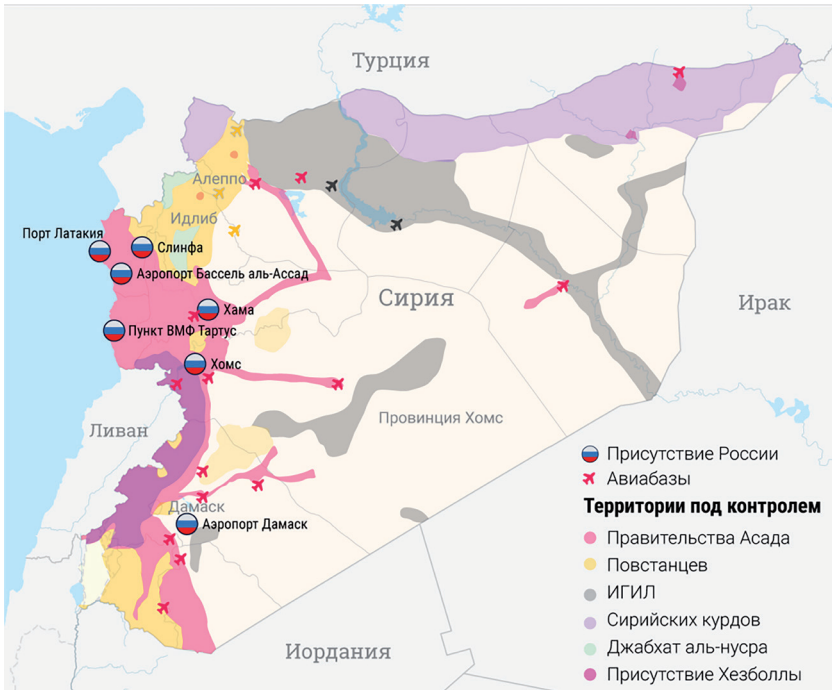 Турция
Алеппо
Идлиб
Порт Латакия
Слинфа
Аэропорт Бассель аль-Ассад
Сирия
Ирак
Хама
Пункт ВМФ Тартус
Хомс
Провинция Хомс
Ливан
Дамаск
Аэропорт Дамаск
Иордания
Присутствие России
Авиабазы
Территории под контролем
Правительства Асада
Повстанцев
ИГИЛ
Сирийских курдов
Джабхат аль-нусра
Присутствие Хезболлы